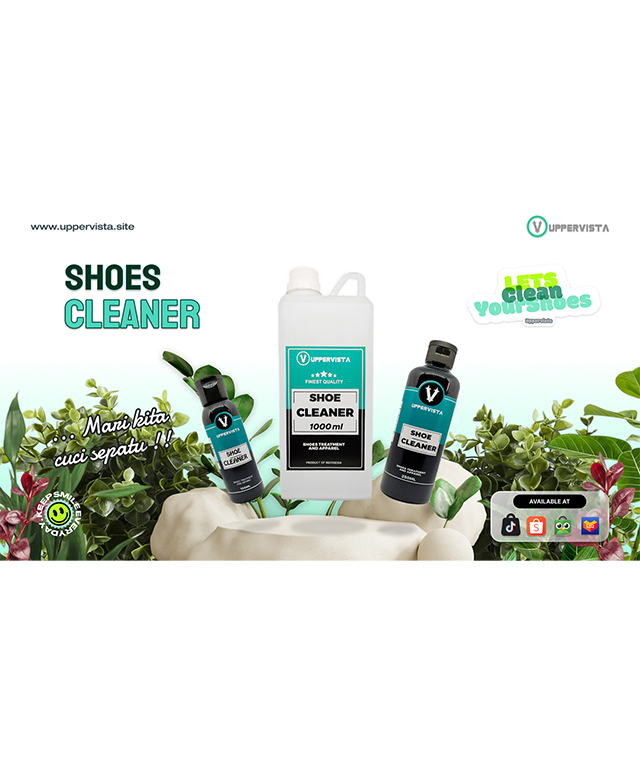 www.uppervista.site
UPPERVISTA
SHOES
CLEANER
LETS
Clean
YourShoes
Uppervista
... Mari kita
cuci sepatu ! !
KEEP SMILE EVERYDAY
UPPERVISTA
SHOE
CLEANER
UPPERVISTA
FINEST QUALITY
SHOE
CLEANER
1000 ml
SHOES TREATMENT
AND APPAREL
PRODUCT OF INDONESIA
UPPERVISTA
SHOE
CLEANER
SHOES TREATMENT
AND APPAREL
250ML
AVAILABLE AT